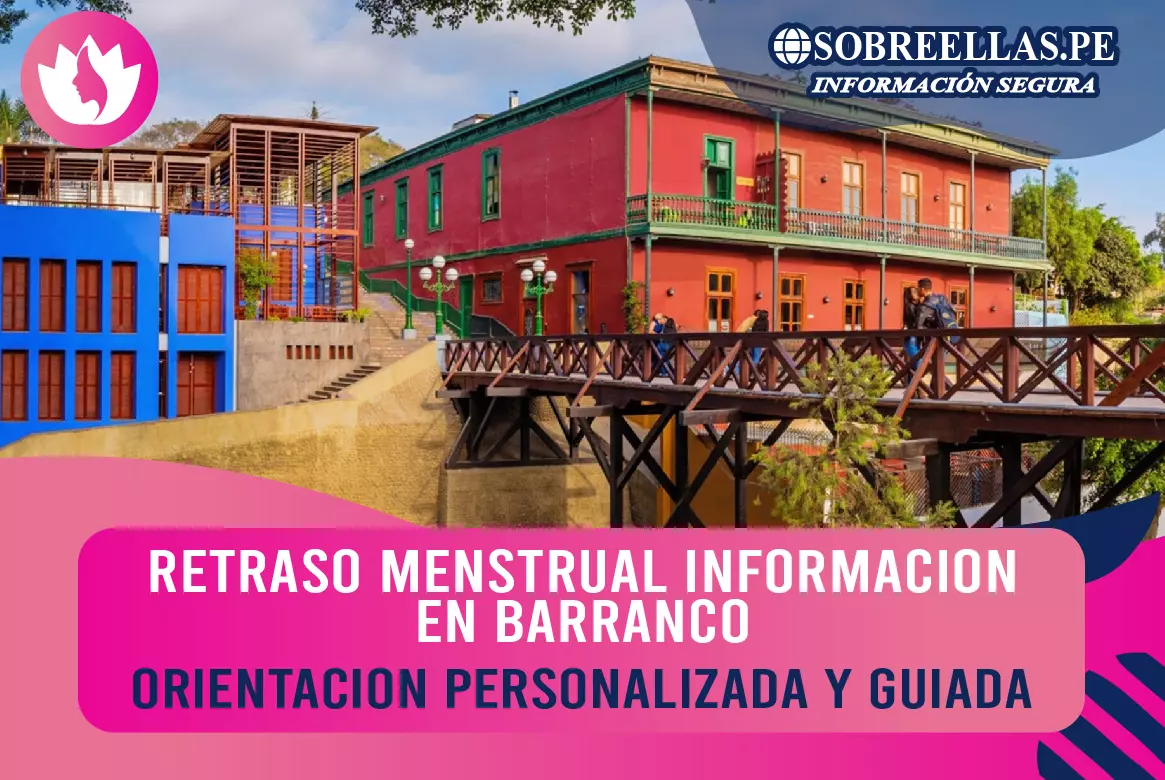 SOBREELLAS.PE
INFORMACIÓN SEGURA
RETRASO MENSTRUAL INFORMACION
EN BARRANCO
ORIENTACION PERSONALIZADA Y GUIADA